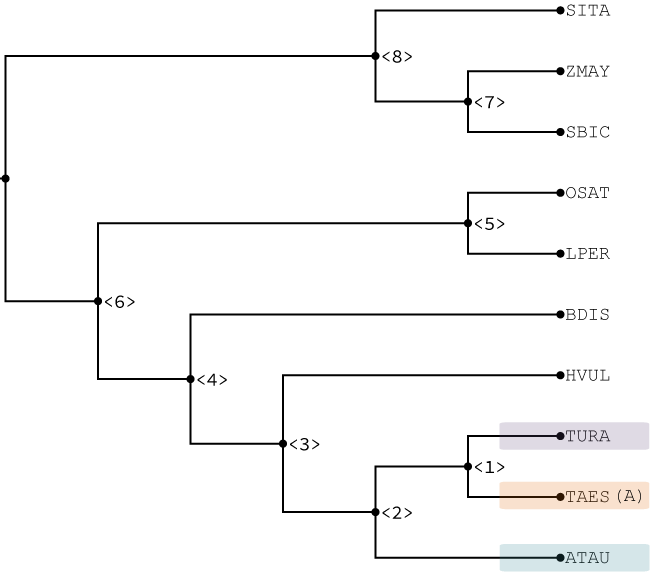 SITA
<8>
ZMAY
<7>
SBIC
OSAT
<5>
LPER
<6>
BDIS
HVUL
<4>
TURA
<3>
<1>
TAES (A)
<2>
ATAU